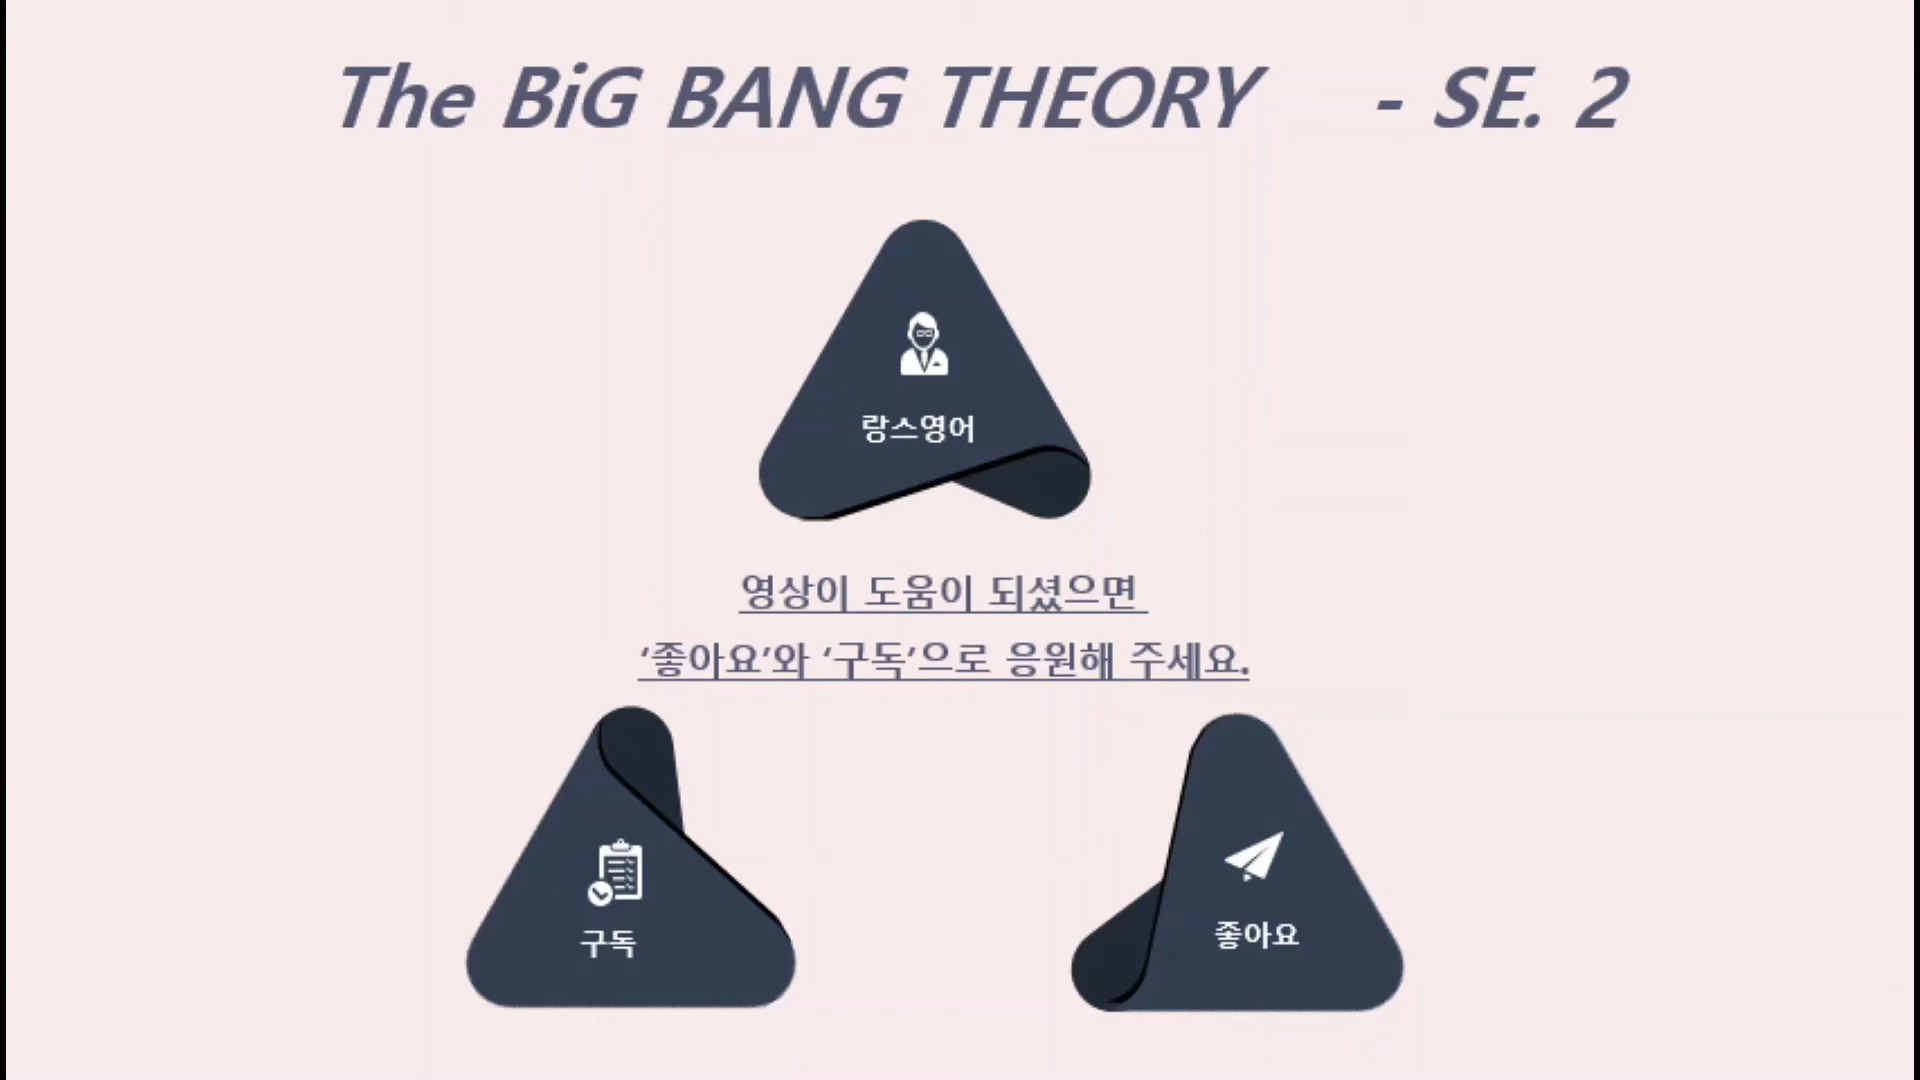 The BiG BANG THEORY - SE. 2
랑스영어
영상이 도움이 되셨으면
‘좋아요’와 ‘구독’으로 응원해 주세요.
구독
좋아요